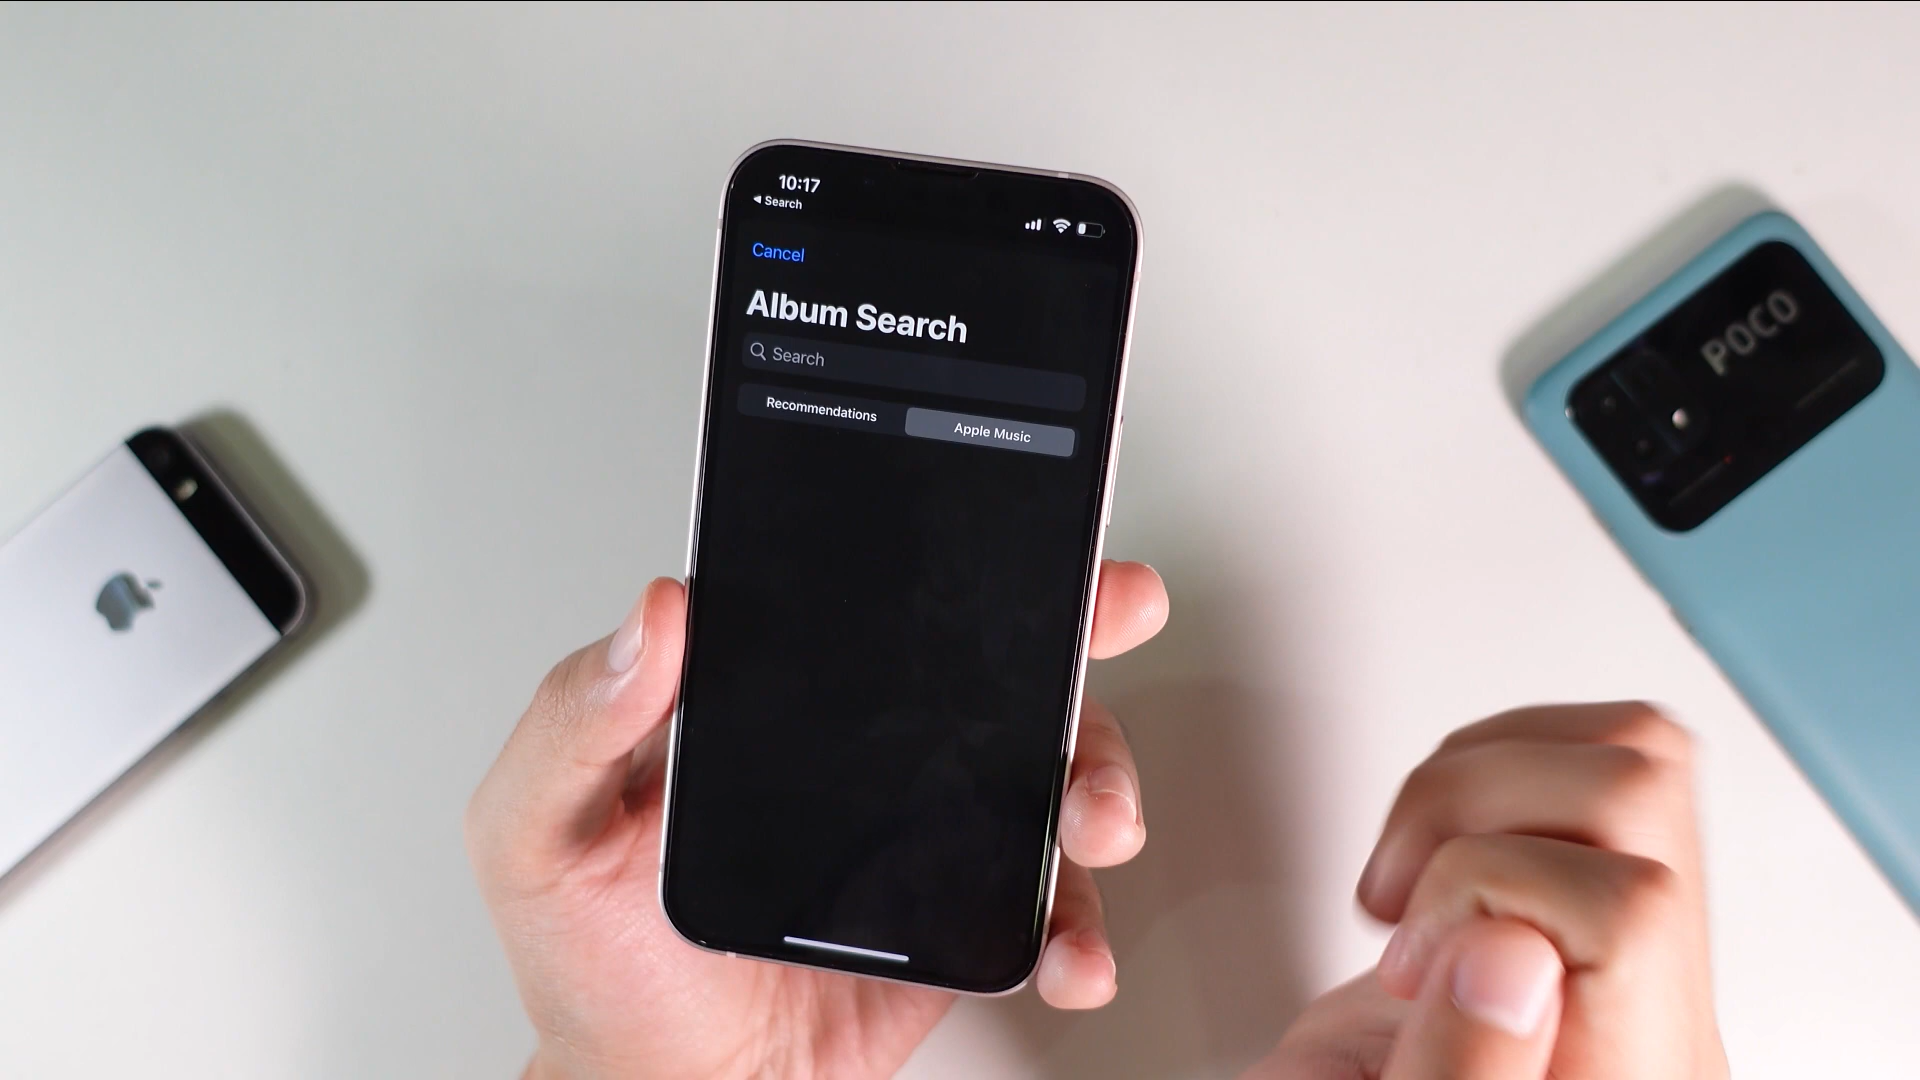 10:17
◀ Search
Cancel
Album Search
Search
Recommendations
Apple Music
POCO